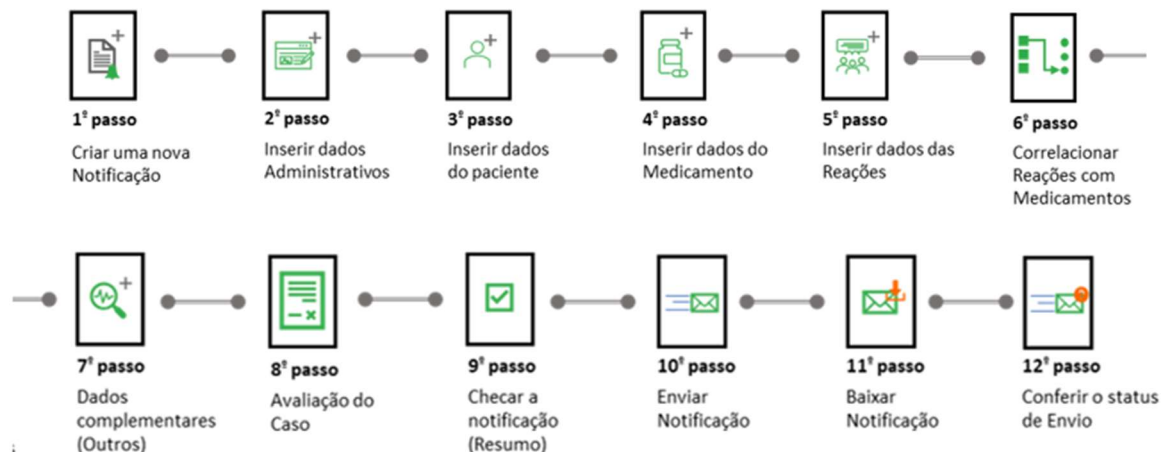 1º passo
Criar uma nova
Notificação
2º passo
Inserir dados
Administrativos
3º passo
Inserir dados
do paciente
4º passo
Inserir dados do
Medicamento
5º passo
Inserir dados das
Reações
6º passo
Correlacionar
Reações com
Medicamentos
7º passo
Dados
complementares
(Outros)
8º passo
Avaliação do
Caso
9º passo
Checar a
notificação
(Resumo)
10º passo
Enviar
Notificação
11º passo
Baixar
Notificação
12º passo
Conferir o status
de Envio